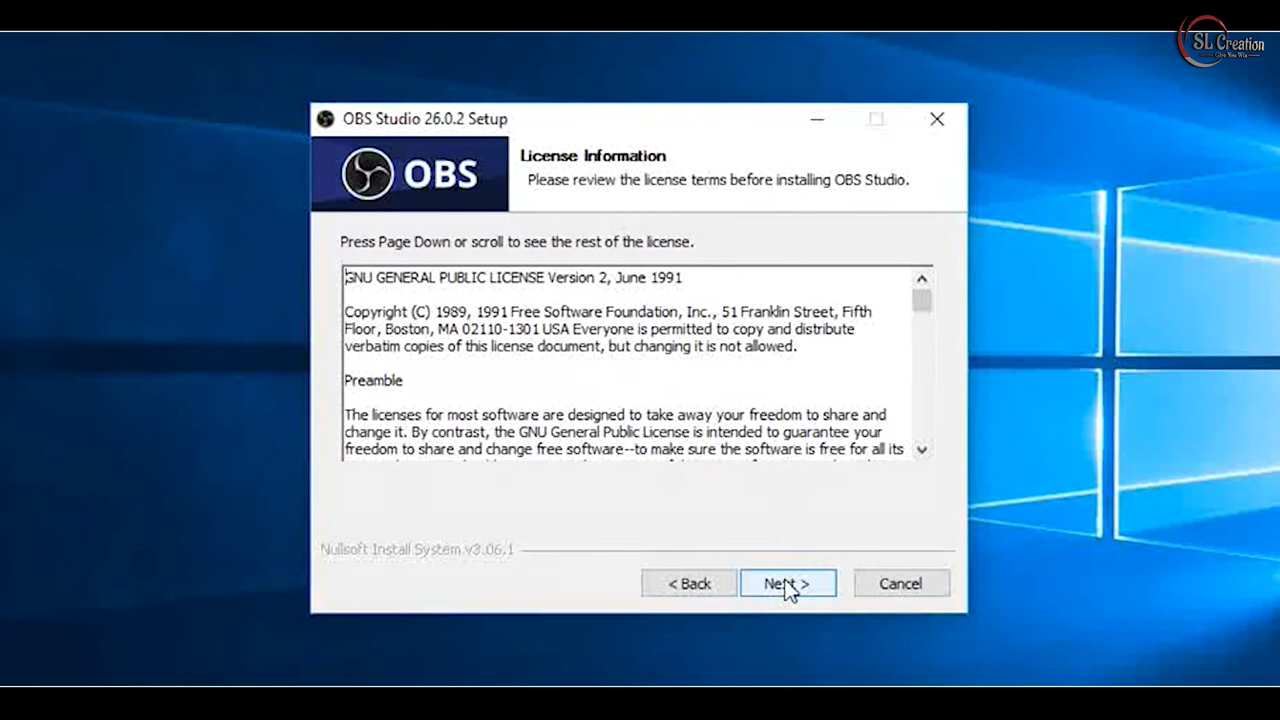 SL Creation
Give You Win
OBS Studio 26.0.2 Setup
OBS
License Information
Please review the license terms before installing OBS Studio.
Press Page Down or scroll to see the rest of the license.
GNU GENERAL PUBLIC LICENSE Version 2, June 1991
Copyright (C) 1989, 1991 Free Software Foundation, Inc., 51 Franklin Street, Fifth
Floor, Boston, MA 02110-1301 USA Everyone is permitted to copy and distribute
verbatim copies of this license document, but changing it is not allowed.
Preamble
The licenses for most software are designed to take away your freedom to share and
change it. By contrast, the GNU General Public License is intended to guarantee your
freedom to share and change free software--to make sure the software is free for all its
Nullsoft Install System v3.06.1
< Back
Next >
Cancel